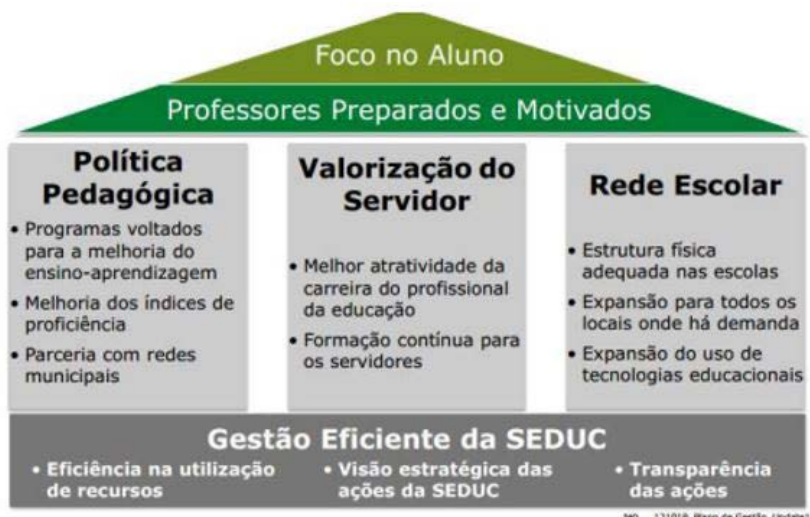 Foco no Aluno
Professores Preparados e Motivados
Política
Pedagógica
• Programas voltados
para a melhoria do
ensino-aprendizagem
• Melhoria dos índices de
proficiência
• Parceria com redes
municipais
Valorização do
Servidor
• Melhor atratividade da
carreira do profissional
da educação
• Formação contínua para
os servidores
Rede Escolar
• Estrutura física
adequada nas escolas
• Expansão para todos os
locais onde há demanda
• Expansão do uso de
tecnologias educacionais
Gestão Eficiente da SEDUC
• Eficiência na utilização
de recursos
• Visão estratégica das
ações da SEDUC
• Transparência
das ações
Plano de Gestão